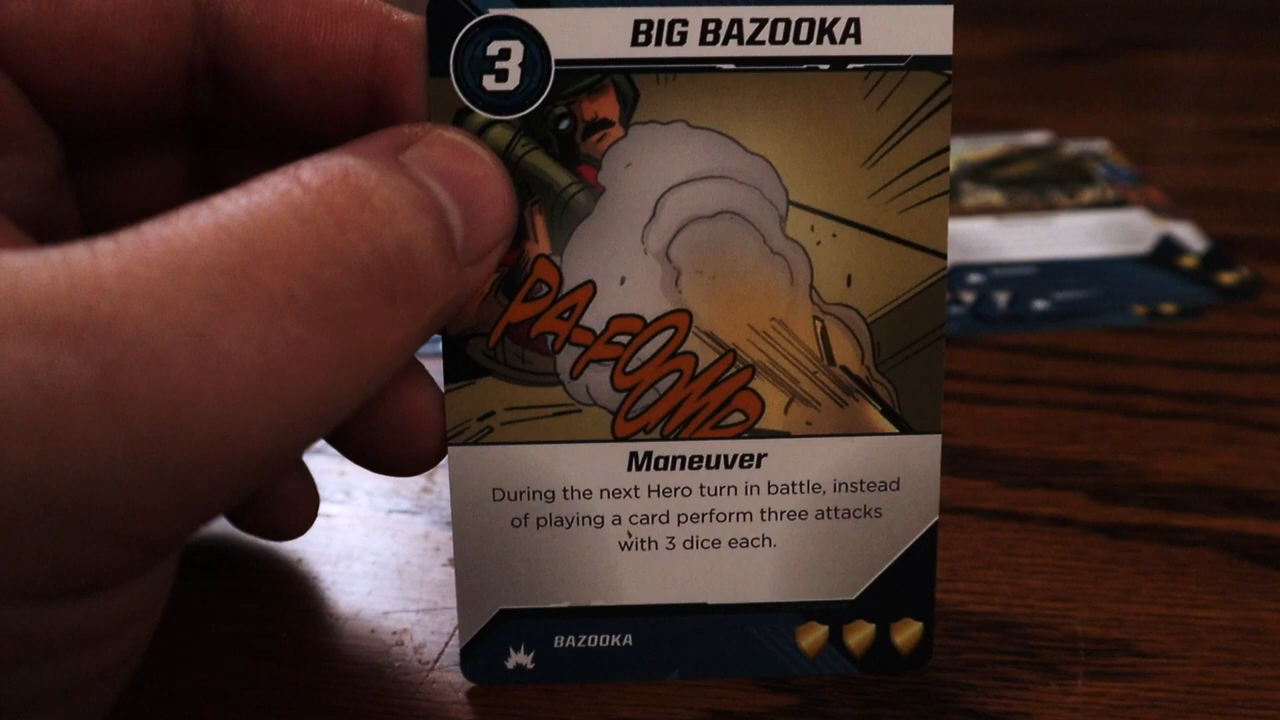 3
BIG BAZOOKA
PA-FOOMP
Maneuver
During the next Hero turn in battle, instead
of playing a card perform three attacks
with 3 dice each.
BAZOOKA